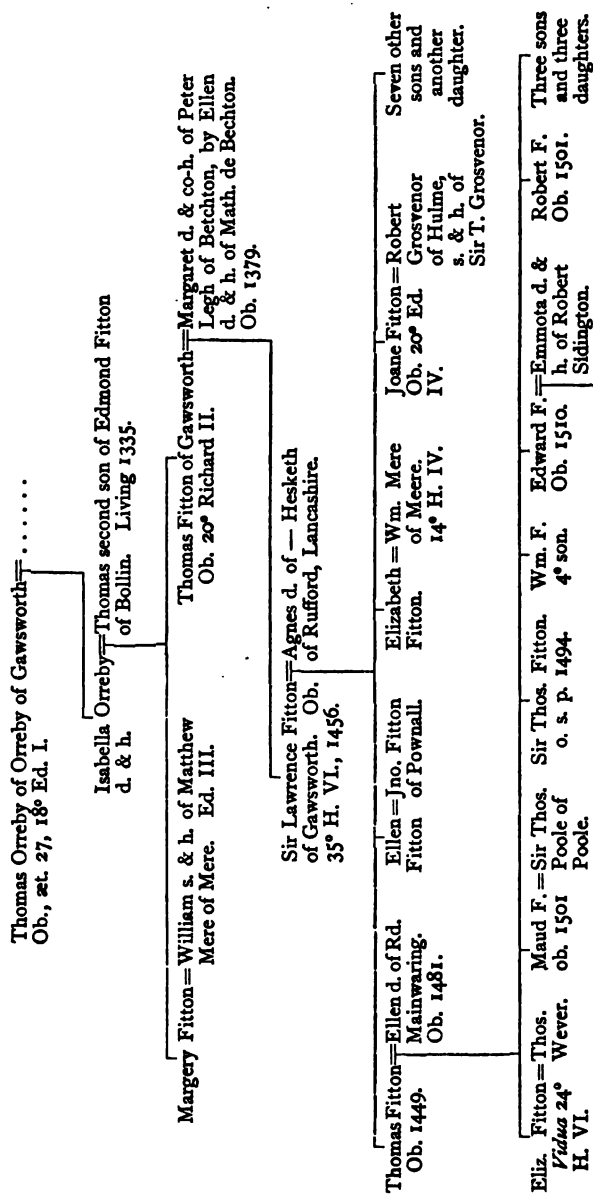 Thomas Orreby of Orreby of Gawsworth=. . . . . .
Ob., æt. 27, 18° Ed. I.
Isabella Orreby=Thomas second son of Edmond Fitton
d. & h. of Bollin. Living 1335.
Margery Fitton=William s. & h. of Matthew
Mere of Mere. Ed. III.
Thomas Fitton of Gawsworth=Margaret d. & co-h. of Peter
Ob. 20° Richard II. Legh of Betchton, by Ellen
d. & h. of Math. de Bechton.
Ob. 1379.
Sir Lawrence Fitton=Agnes d. of — Hesketh
of Gawsworth. Ob. of Rufford, Lancashire.
35° H. VI., 1456.
Thomas Fitton=Ellen d. of Rd.
Ob. 1449. Mainwaring.
Ob. 1481.
Ellen=Jno. Fitton
Fitton of Pownall.
Elizabeth=Wm. Mere
Fitton. of Meere.
14° H. IV.
Joane Fitton=Robert
Ob. 20° Ed. Grosvenor
IV. of Hulme,
s. & h. of
Sir T. Grosvenor.
Seven other
sons and
another
daughter.
Eliz. Fitton=Thos.
Vidua 24° Wever.
H. VI.
Maud F.=Sir Thos.
ob. 1501 Poole of
Poole.
Sir Thos. Fitton.
o. s. p. 1494.
Wm. F.
4° son.
Edward F.=Emmota d. &
Ob. 1510. h. of Robert
Sidington.
Robert F.
Ob. 1501.
Three sons
and three
daughters.